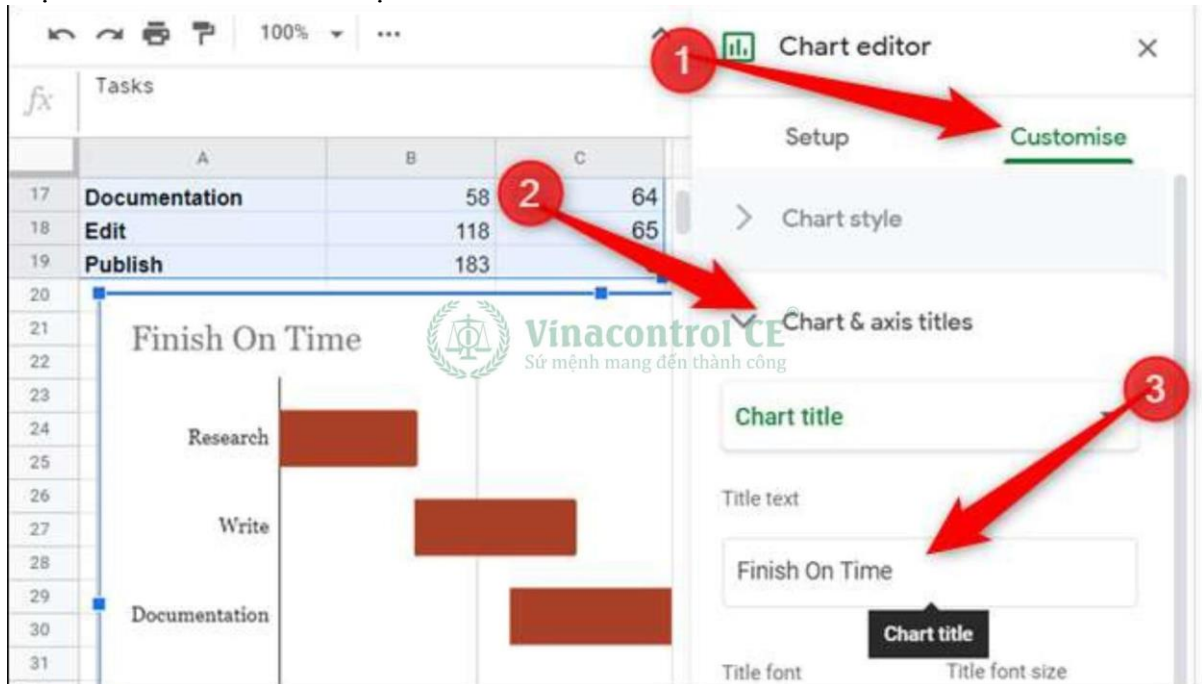 100%
Chart editor
1
fx
Tasks
Setup
Customise
A
B
C
17
Documentation
58
64
2
Chart style
18
Edit
118
65
19
Publish
183
20
21
Finish On Time
Vinacontrol CE®
Chart & axis titles
22
Sứ mệnh mang đến thành công
23
3
24
Research
Chart title
25
26
Title text
27
Write
28
Finish On Time
29
Documentation
30
Chart title
31
Title font
Title font size